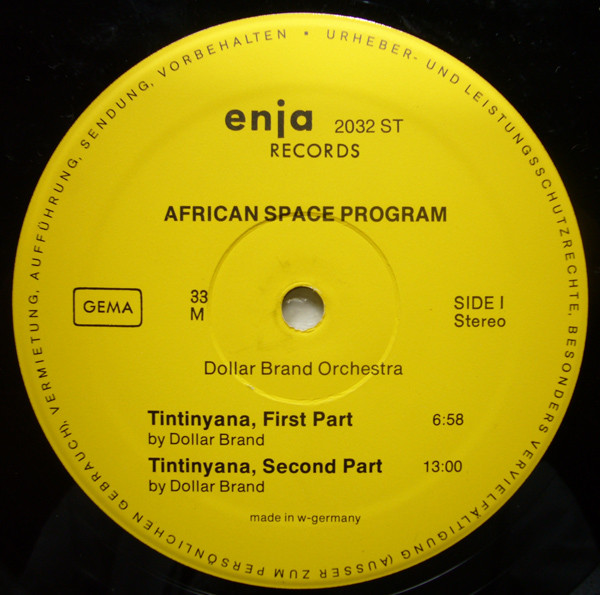 enja 2032 ST
RECORDS
AFRICAN SPACE PROGRAM
GEMA
33
M
SIDE I
Stereo
Dollar Brand Orchestra
Tintinyana, First Part 6:58
by Dollar Brand
Tintinyana, Second Part 13:00
by Dollar Brand
made in w-germany
URHEBER- UND LEISTUNGSSCHUTZRECHTE, BESONDERS VERVIELFÄLTIGUNG (AUSSER ZUM PERSÖNLICHEN GEBRAUCH), VERMIETUNG, AUFFÜHRUNG, SENDUNG, VORBEHALTEN •